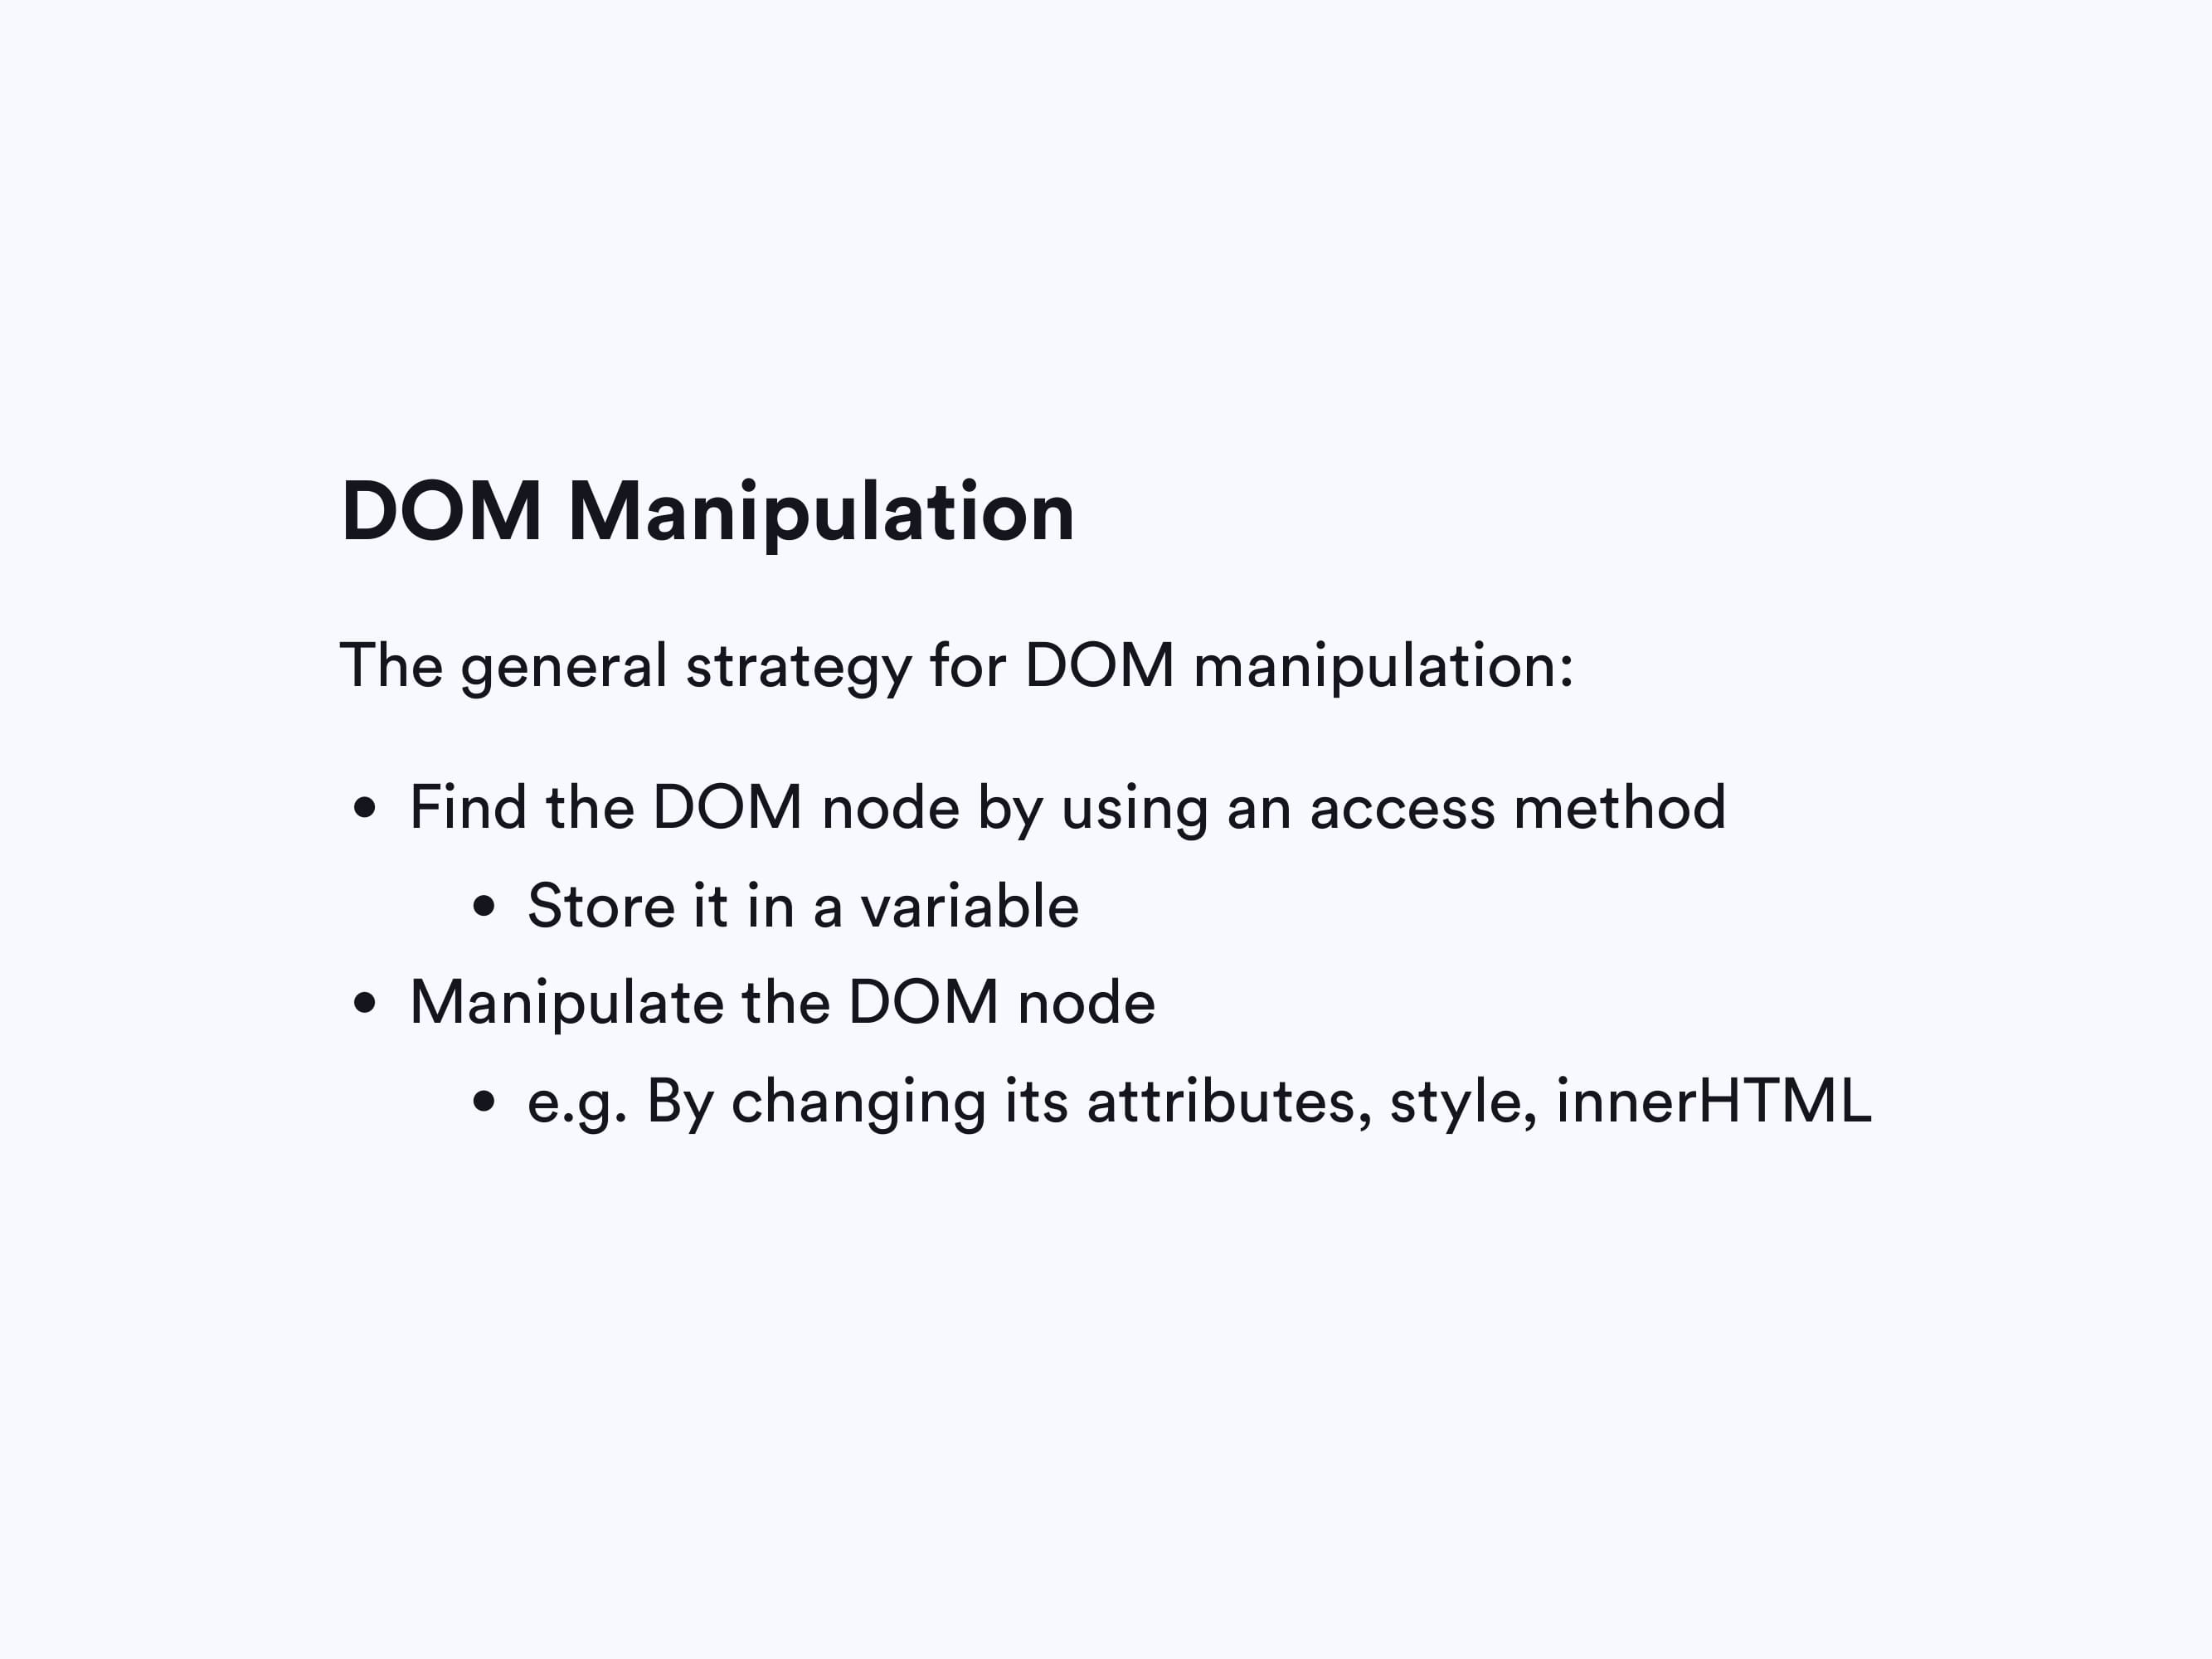 DOM Manipulation
The general strategy for DOM manipulation:
• Find the DOM node by using an access method
• Store it in a variable
• Manipulate the DOM node
• e.g. By changing its attributes, style, innerHTML